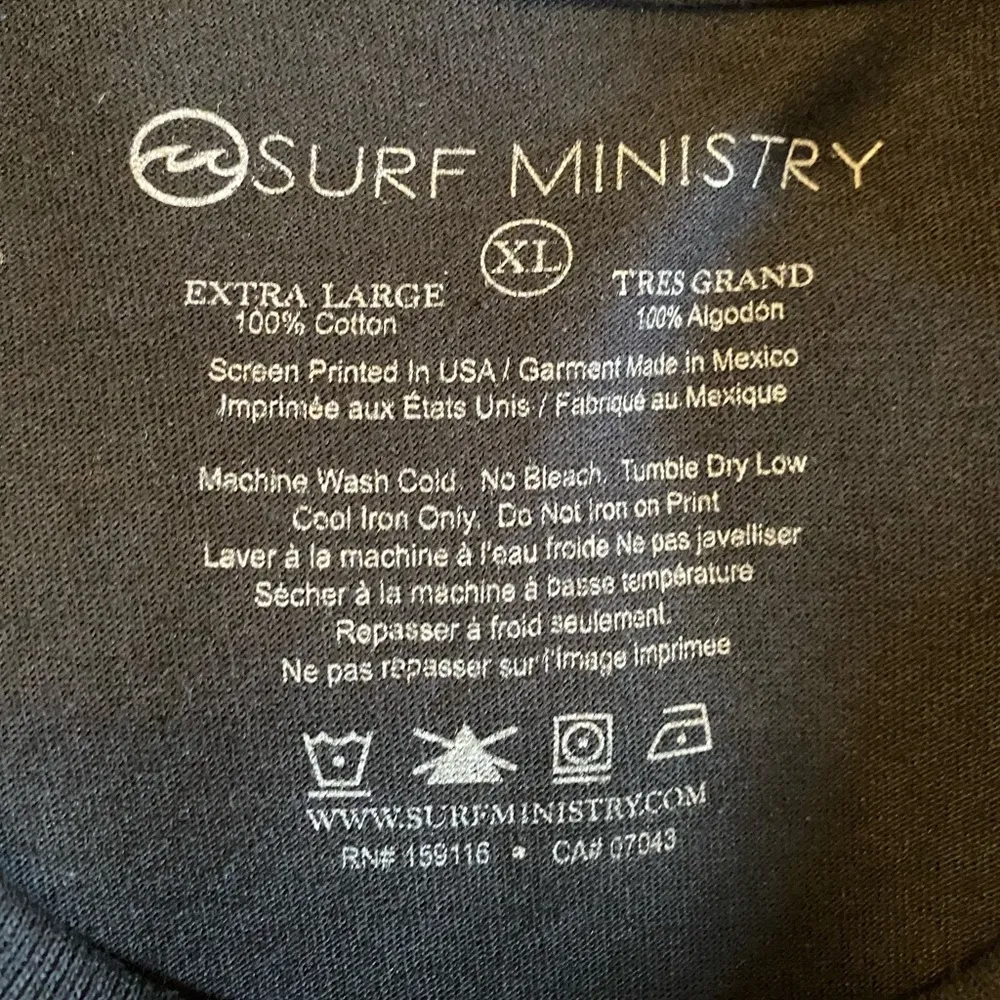 SURF MINISTRY
XL
EXTRA LARGE
100% Cotton
TRES GRAND
100% Algodón
Screen Printed In USA / Garment Made in Mexico
Imprimée aux États Unis / Fabriqué au Mexique
Machine Wash Cold. No Bleach. Tumble Dry Low
Cool Iron Only. Do Not Iron on Print
Laver à la machine à l'eau froide Ne pas javelliser
Sécher à la machine à basse température
Repasser à froid seulement.
Ne pas repasser sur l'image imprimee
WWW.SURFMINISTRY.COM
RN# 159116 • CA# 07043